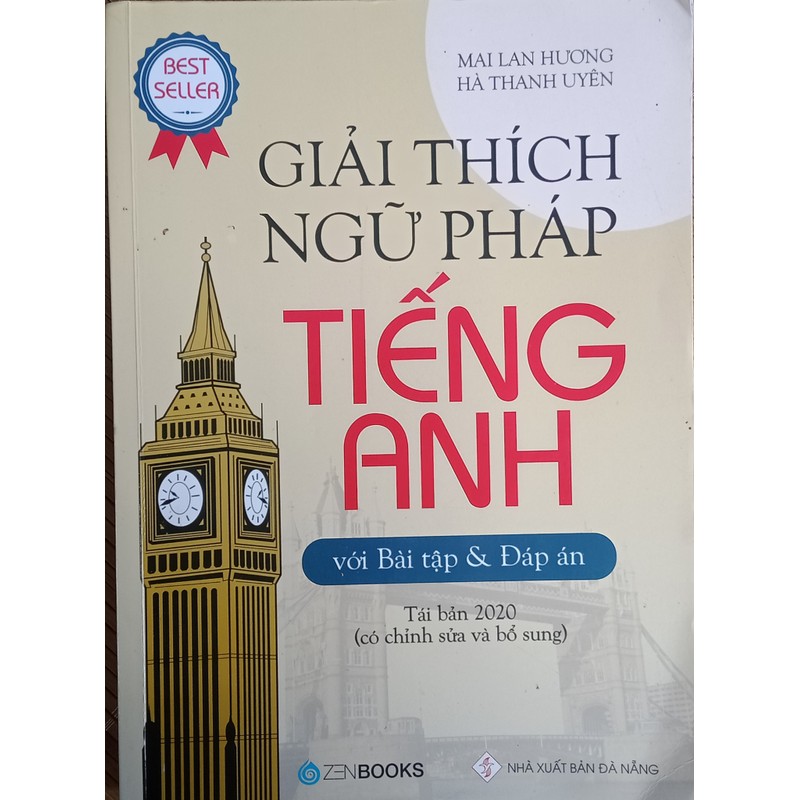 BEST
SELLER
MAI LAN HƯƠNG
HÀ THANH UYÊN
GIẢI THÍCH
NGỮ PHÁP
TIẾNG
ANH
với Bài tập & Đáp án
Tái bản 2020
(có chỉnh sửa và bổ sung)
ZENBOOKS
NHÀ XUẤT BẢN ĐÀ NẴNG